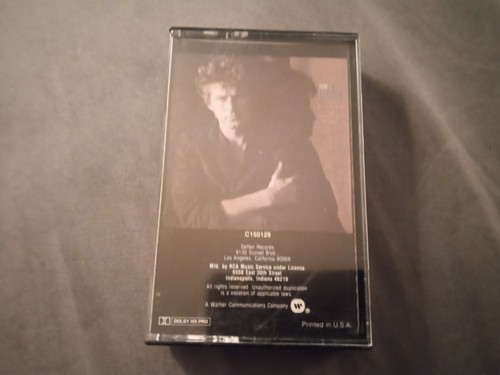 C150129
Geffen Records
9130 Sunset Blvd.
Los Angeles, California 90069
Mfd. by RCA Music Service under License
6550 East 30th Street
Indianapolis, Indiana 46219
All rights reserved. Unauthorized duplication
is a violation of applicable laws.
A Warner Communications Company
DOLBY HX PRO
Printed in U.S.A.